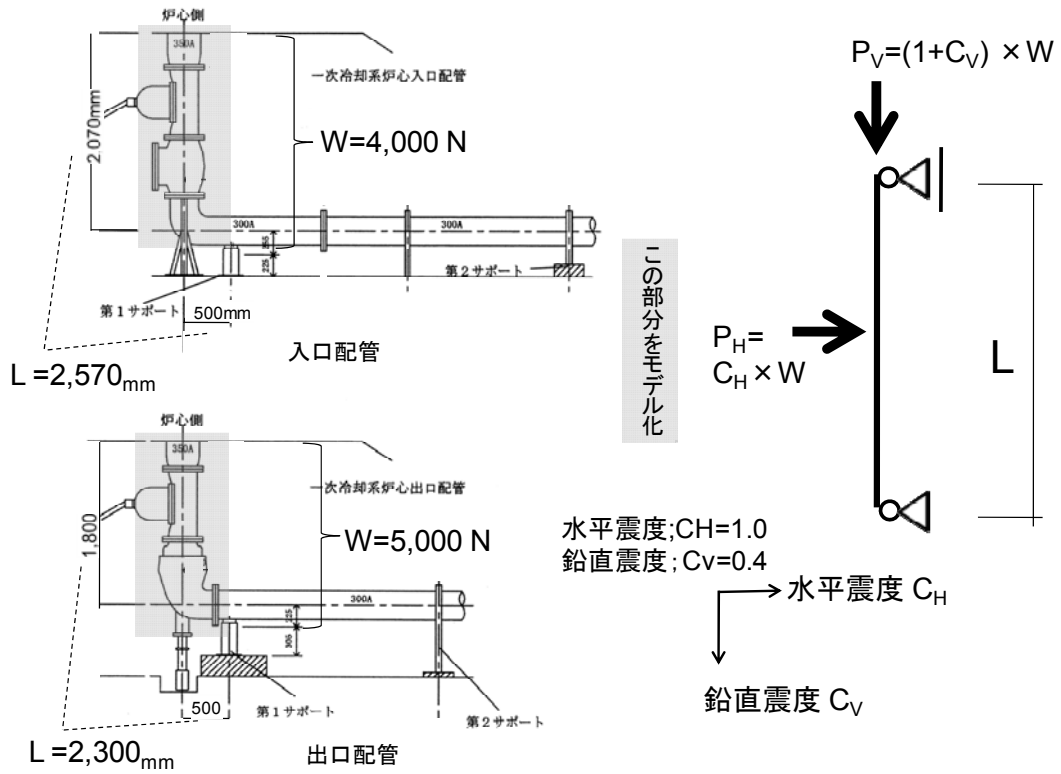 炉心側
350A
一次冷却系炉心入口配管
2,070mm
W=4,000 N
300A
300A
255
225
第1サポート
第2サポート
500mm
入口配管
L =2,570mm
炉心側
350A
一次冷却系炉心出口配管
1,800
W=5,000 N
300A
225
305
500
第1サポート
第2サポート
L =2,300mm
出口配管
この部分をモデル化
PV=(1+CV) × W
PH=
CH × W
L
水平震度;CH=1.0
鉛直震度;Cv=0.4
水平震度 CH
鉛直震度 CV